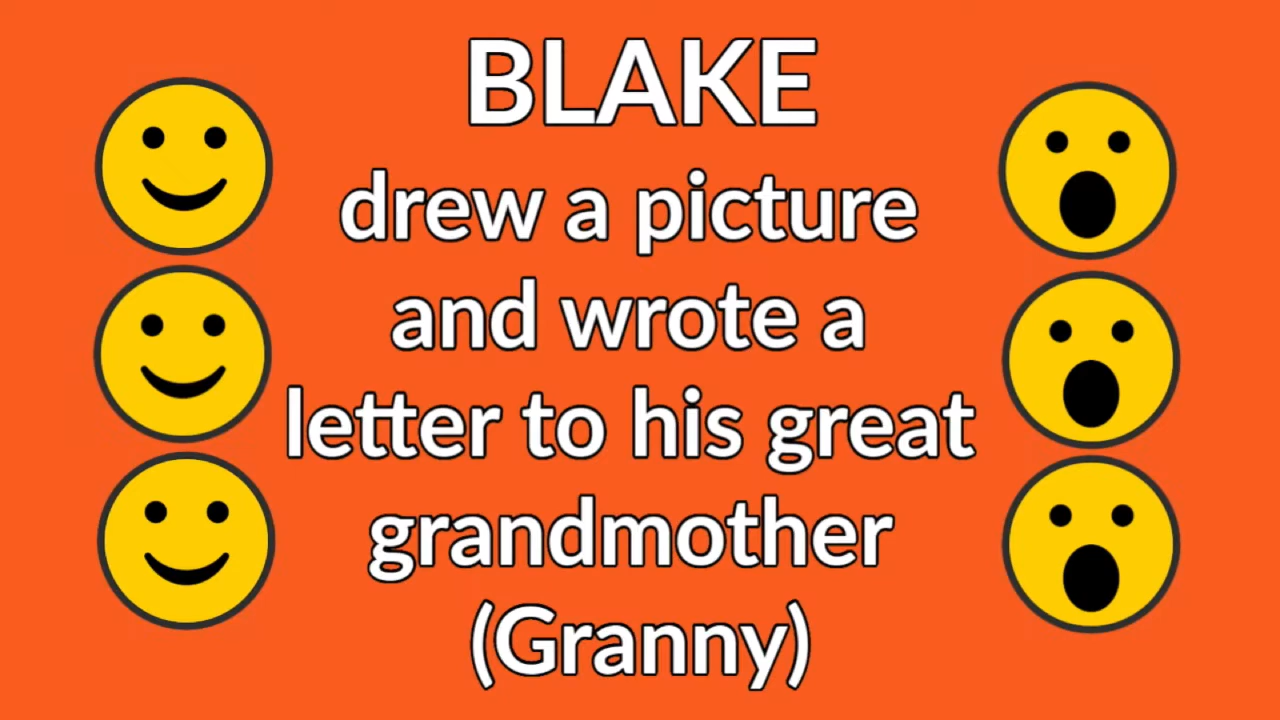 BLAKE
drew a picture
and wrote a
letter to his great
grandmother
(Granny)